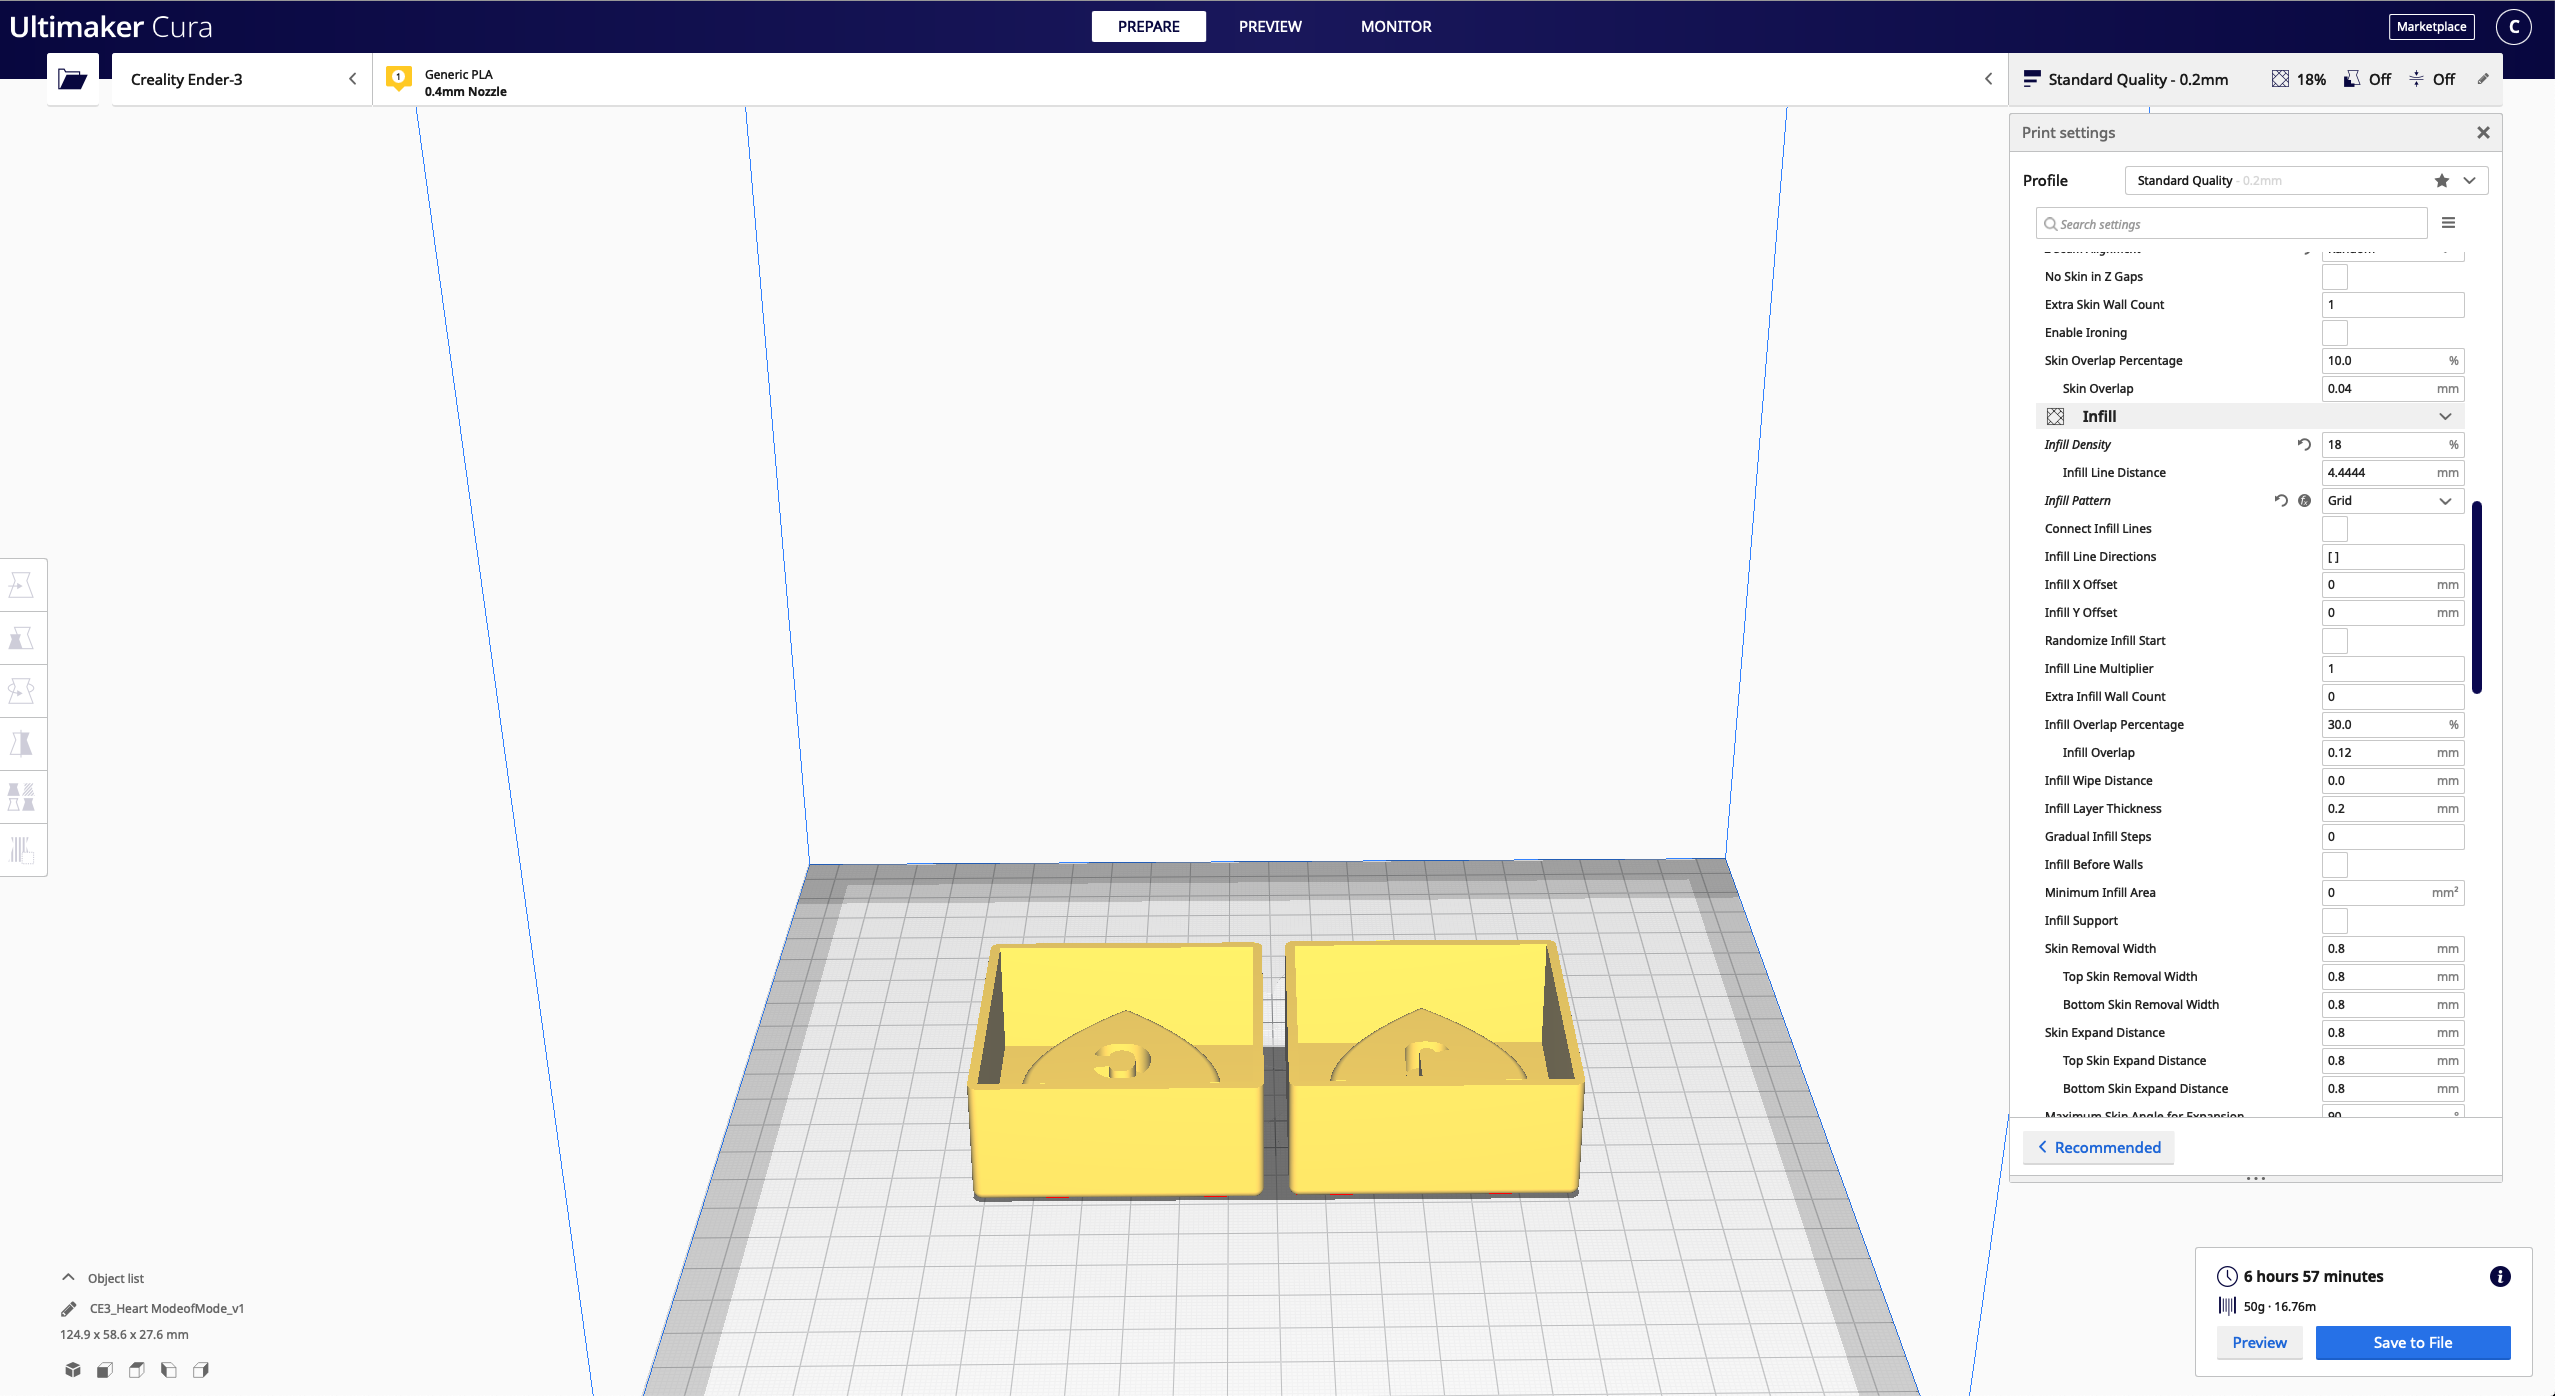 Ultimaker Cura
PREPARE
PREVIEW
MONITOR
Marketplace
C
Creality Ender-3
1
Generic PLA
0.4mm Nozzle
Standard Quality - 0.2mm
18%
Off
Off
Print settings
Profile
Standard Quality - 0.2mm
Search settings
No Skin in Z Gaps
Extra Skin Wall Count 1
Enable Ironing
Skin Overlap Percentage 10.0 %
Skin Overlap 0.04 mm
Infill
Infill Density 18 %
Infill Line Distance 4.4444 mm
Infill Pattern Grid
Connect Infill Lines
Infill Line Directions [ ]
Infill X Offset 0 mm
Infill Y Offset 0 mm
Randomize Infill Start
Infill Line Multiplier 1
Extra Infill Wall Count 0
Infill Overlap Percentage 30.0 %
Infill Overlap 0.12 mm
Infill Wipe Distance 0.0 mm
Infill Layer Thickness 0.2 mm
Gradual Infill Steps 0
Infill Before Walls
Minimum Infill Area 0 mm²
Infill Support
Skin Removal Width 0.8 mm
Top Skin Removal Width 0.8 mm
Bottom Skin Removal Width 0.8 mm
Skin Expand Distance 0.8 mm
Top Skin Expand Distance 0.8 mm
Bottom Skin Expand Distance 0.8 mm
Maximum Skin Angle for Expansion 90 °
Recommended
Object list
CE3_Heart ModeofMode_v1
124.9 x 58.6 x 27.6 mm
6 hours 57 minutes
50g · 16.76m
Preview
Save to File